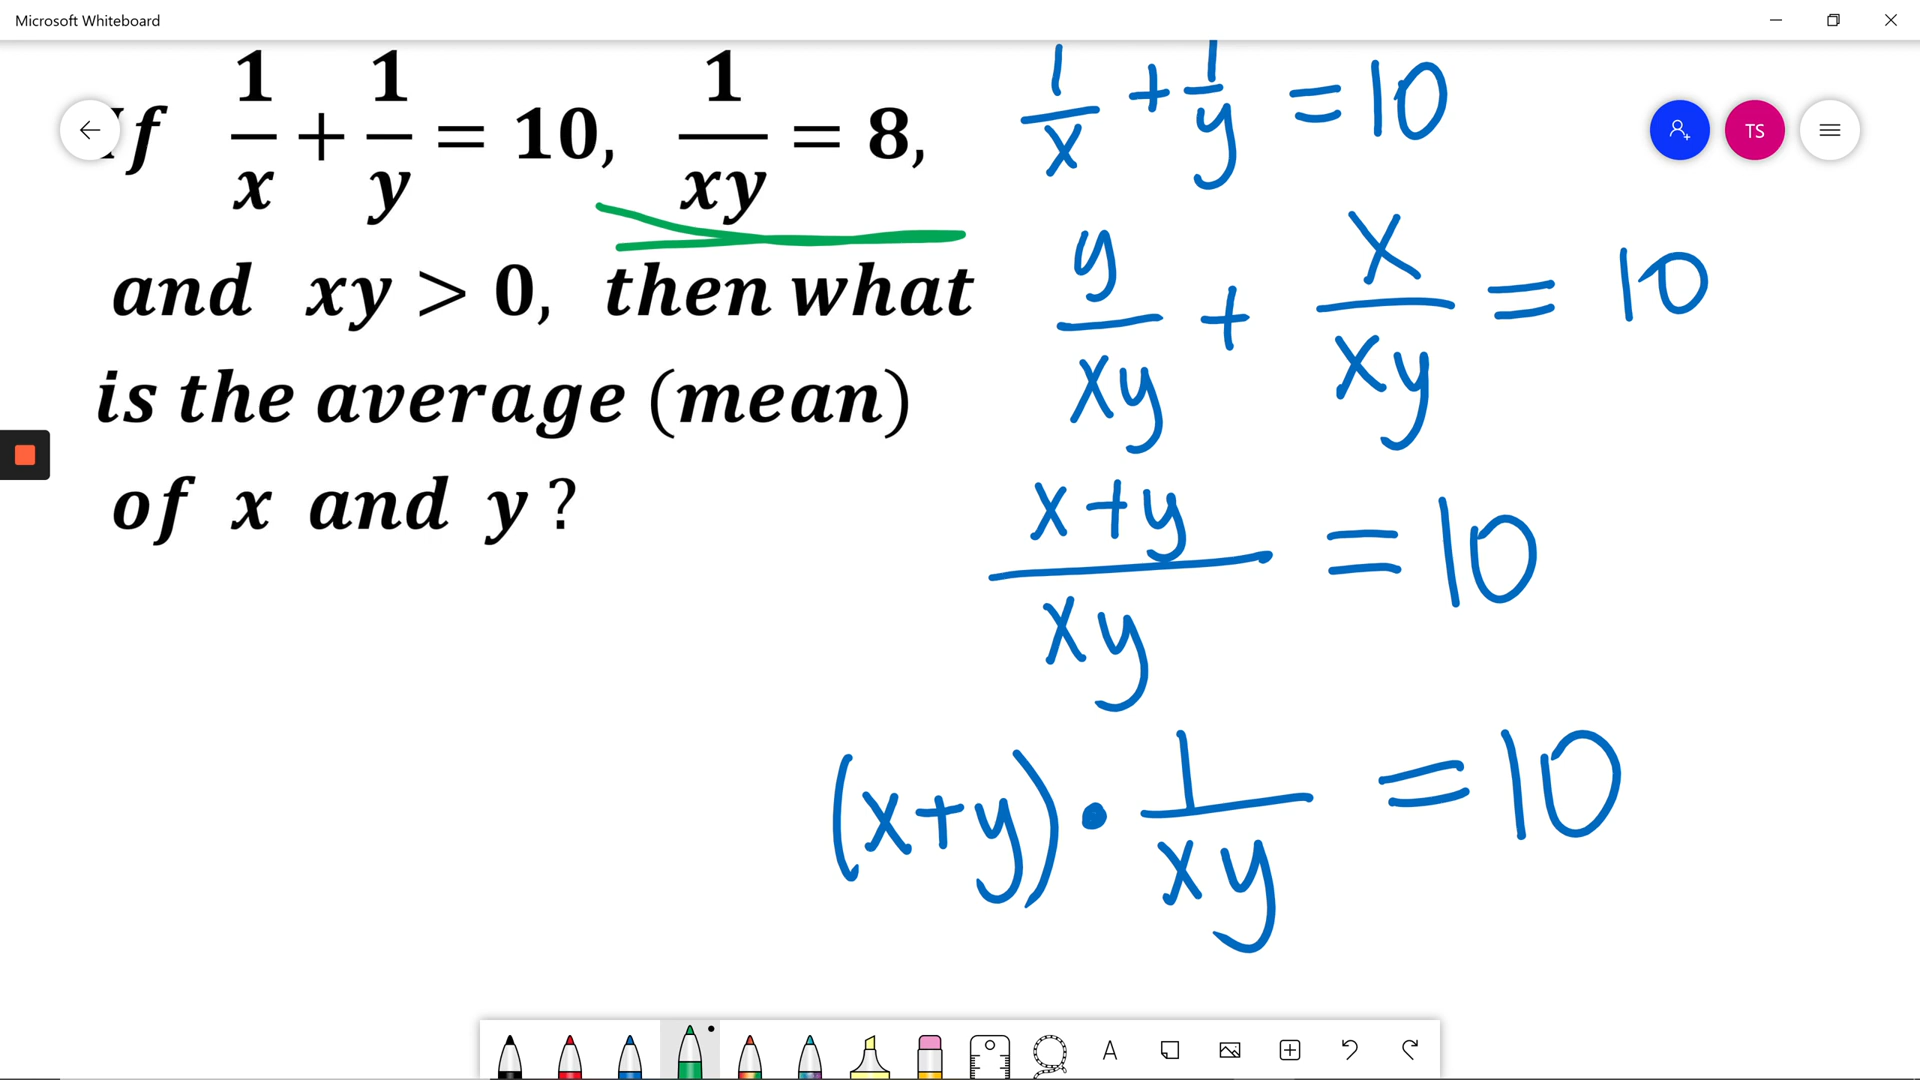 Microsoft Whiteboard
If 1/x + 1/y = 10, 1/xy = 8,
and xy > 0, then what
is the average (mean)
of x and y?
1/x + 1/y = 10
y/xy + x/xy = 10
x+y/xy = 10
(x+y) • 1/xy = 10
TS
A